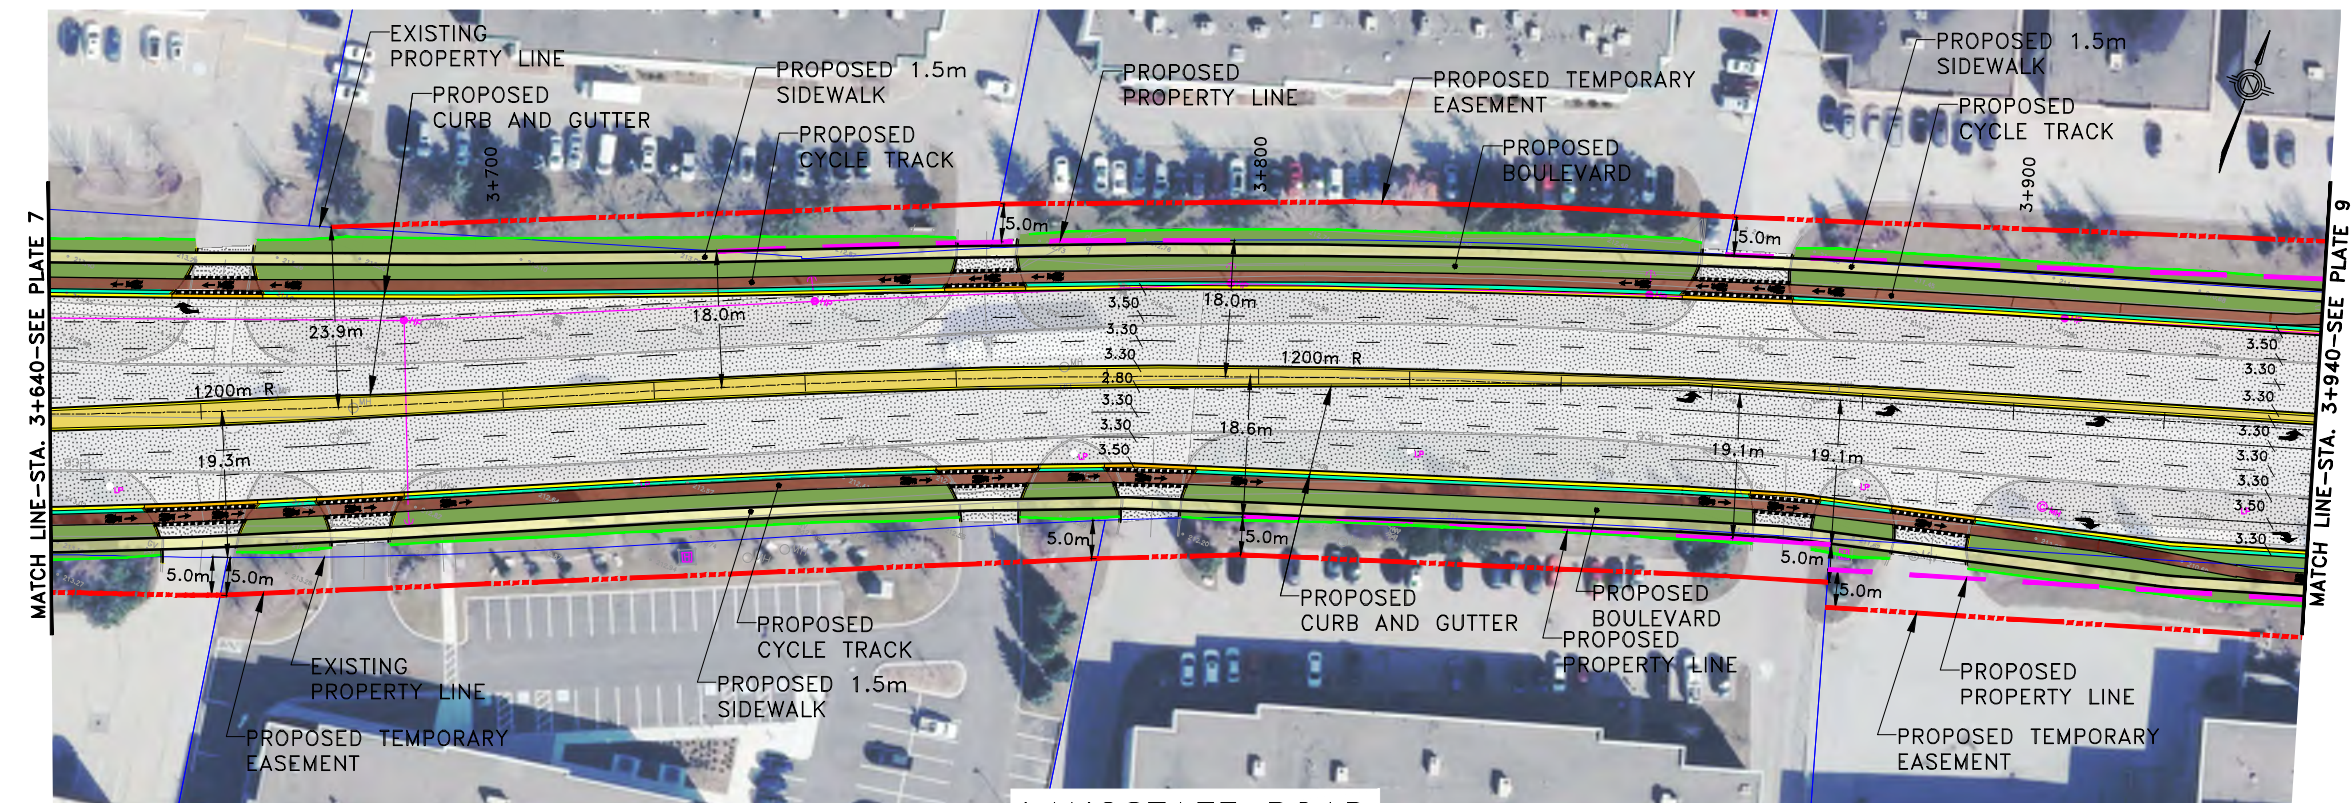 EXISTING
PROPERTY LINE
PROPOSED
CURB AND GUTTER
PROPOSED 1.5m
SIDEWALK
PROPOSED
CYCLE TRACK
PROPOSED
PROPERTY LINE
PROPOSED TEMPORARY
EASEMENT
PROPOSED
BOULEVARD
PROPOSED 1.5m
SIDEWALK
PROPOSED
CYCLE TRACK
3+700
3+800
3+900
MATCH LINE-STA. 3+640-SEE PLATE 7
MATCH LINE-STA. 3+940-SEE PLATE 9
5.0m
5.0m
23.9m
18.0m
18.0m
3.50
3.30
3.30
2.80
3.30
3.30
3.50
1200m R
1200m R
3.50
3.30
3.30
3.30
3.30
3.30
3.50
3.30
19.3m
18.6m
19.1m
19.1m
MH
LP
LP
LP
LP
5.0m
5.0m
5.0m
5.0m
5.0m
5.0m
PROPOSED
CURB AND GUTTER
PROPOSED
BOULEVARD
PROPOSED
PROPERTY LINE
PROPOSED
CYCLE TRACK
PROPOSED 1.5m
SIDEWALK
EXISTING
PROPERTY LINE
PROPOSED TEMPORARY
EASEMENT
PROPOSED
PROPERTY LINE
PROPOSED TEMPORARY
EASEMENT